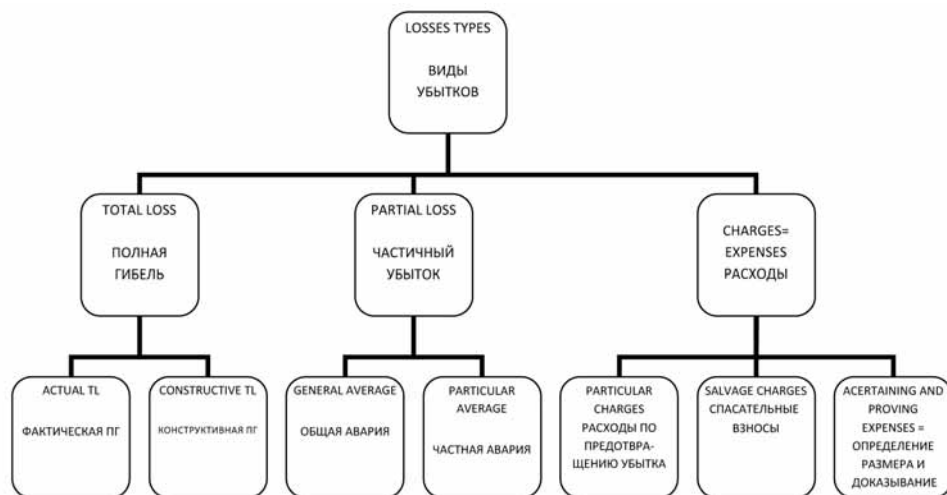 LOSSES TYPES
ВИДЫ
УБЫТКОВ
TOTAL LOSS
ПОЛНАЯ
ГИБЕЛЬ
PARTIAL LOSS
ЧАСТИЧНЫЙ
УБЫТОК
CHARGES=
EXPENSES
РАСХОДЫ
ACTUAL TL
ФАКТИЧЕСКАЯ ПГ
CONSTRUCTIVE TL
КОНСТРУКТИВНАЯ ПГ
GENERAL AVERAGE
ОБЩАЯ АВАРИЯ
PARTICULAR
AVERAGE
ЧАСТНАЯ АВАРИЯ
PARTICULAR
CHARGES
РАСХОДЫ ПО
ПРЕДОТВРА-
ЩЕНИЮ УБЫТКА
SALVAGE CHARGES
СПАСАТЕЛЬНЫЕ
ВЗНОСЫ
ACERTAINING AND
PROVING
EXPENSES =
ОПРЕДЕЛЕНИЕ
РАЗМЕРА И
ДОКАЗЫВАНИЕ